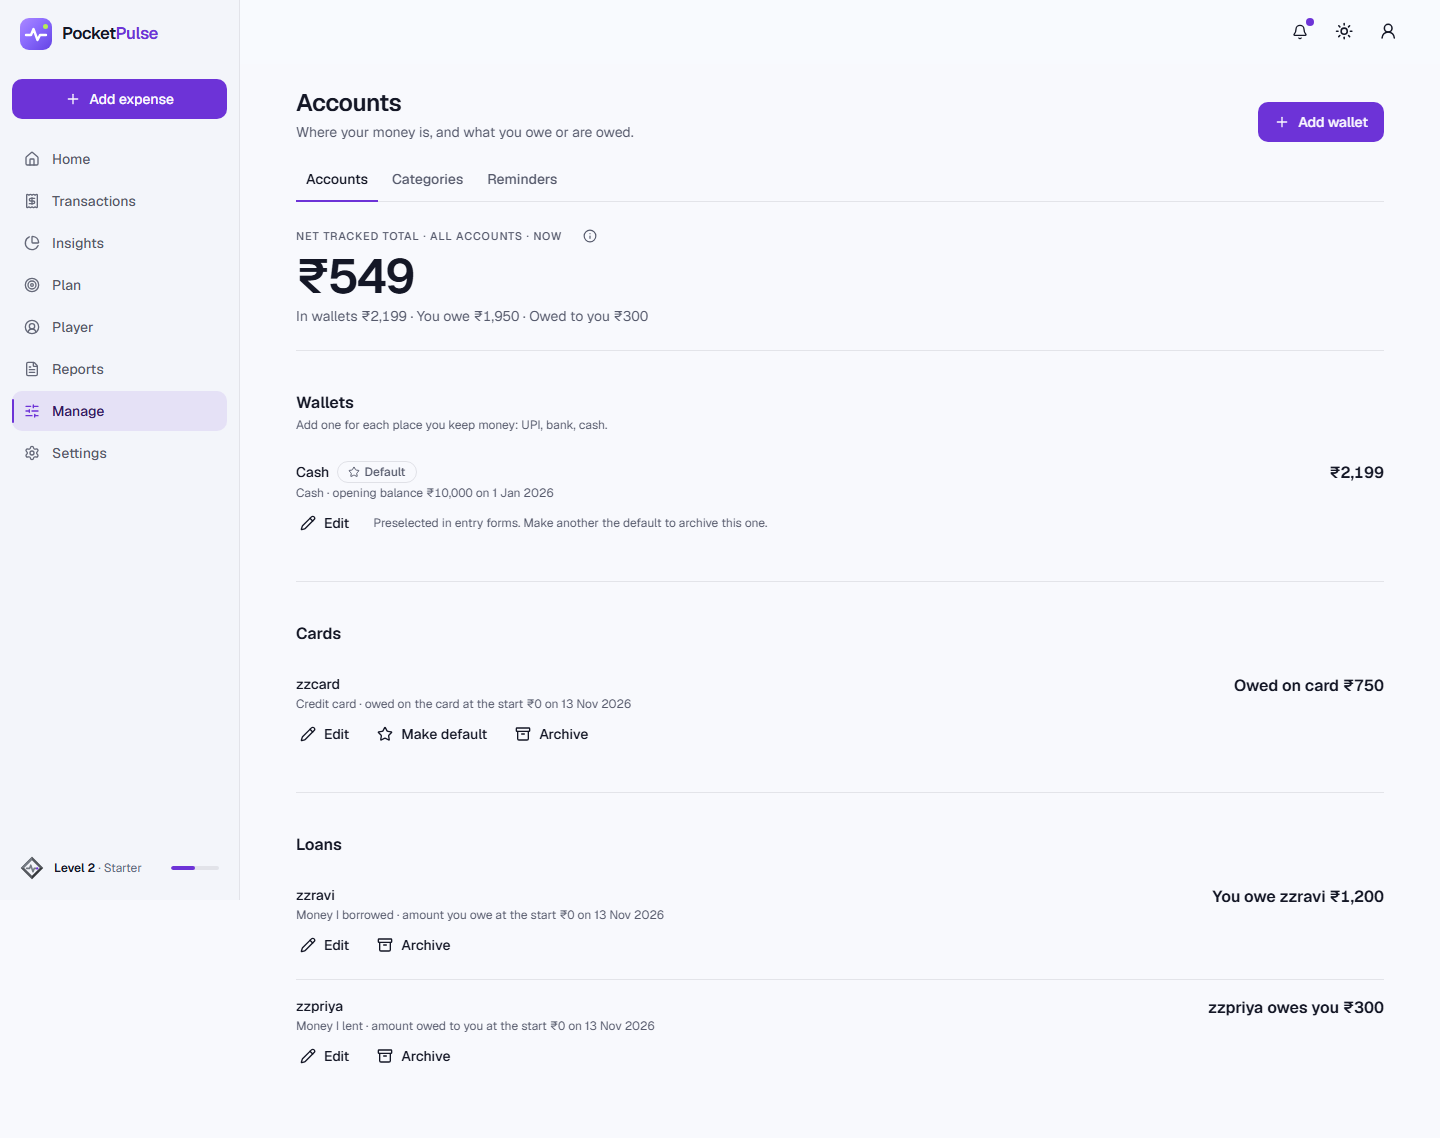 PocketPulse
Add expense
Home
Transactions
Insights
Plan
Player
Reports
Manage
Settings
Level 2 · Starter
Accounts
Where your money is, and what you owe or are owed.
Add wallet
Accounts Categories Reminders
NET TRACKED TOTAL · ALL ACCOUNTS · NOW
₹549
In wallets ₹2,199 · You owe ₹1,950 · Owed to you ₹300
Wallets
Add one for each place you keep money: UPI, bank, cash.
Cash Default ₹2,199
Cash · opening balance ₹10,000 on 1 Jan 2026
Edit Preselected in entry forms. Make another the default to archive this one.
Cards
zzcard Owed on card ₹750
Credit card · owed on the card at the start ₹0 on 13 Nov 2026
Edit Make default Archive
Loans
zzravi You owe zzravi ₹1,200
Money I borrowed · amount you owe at the start ₹0 on 13 Nov 2026
Edit Archive
zzpriya zzpriya owes you ₹300
Money I lent · amount owed to you at the start ₹0 on 13 Nov 2026
Edit Archive